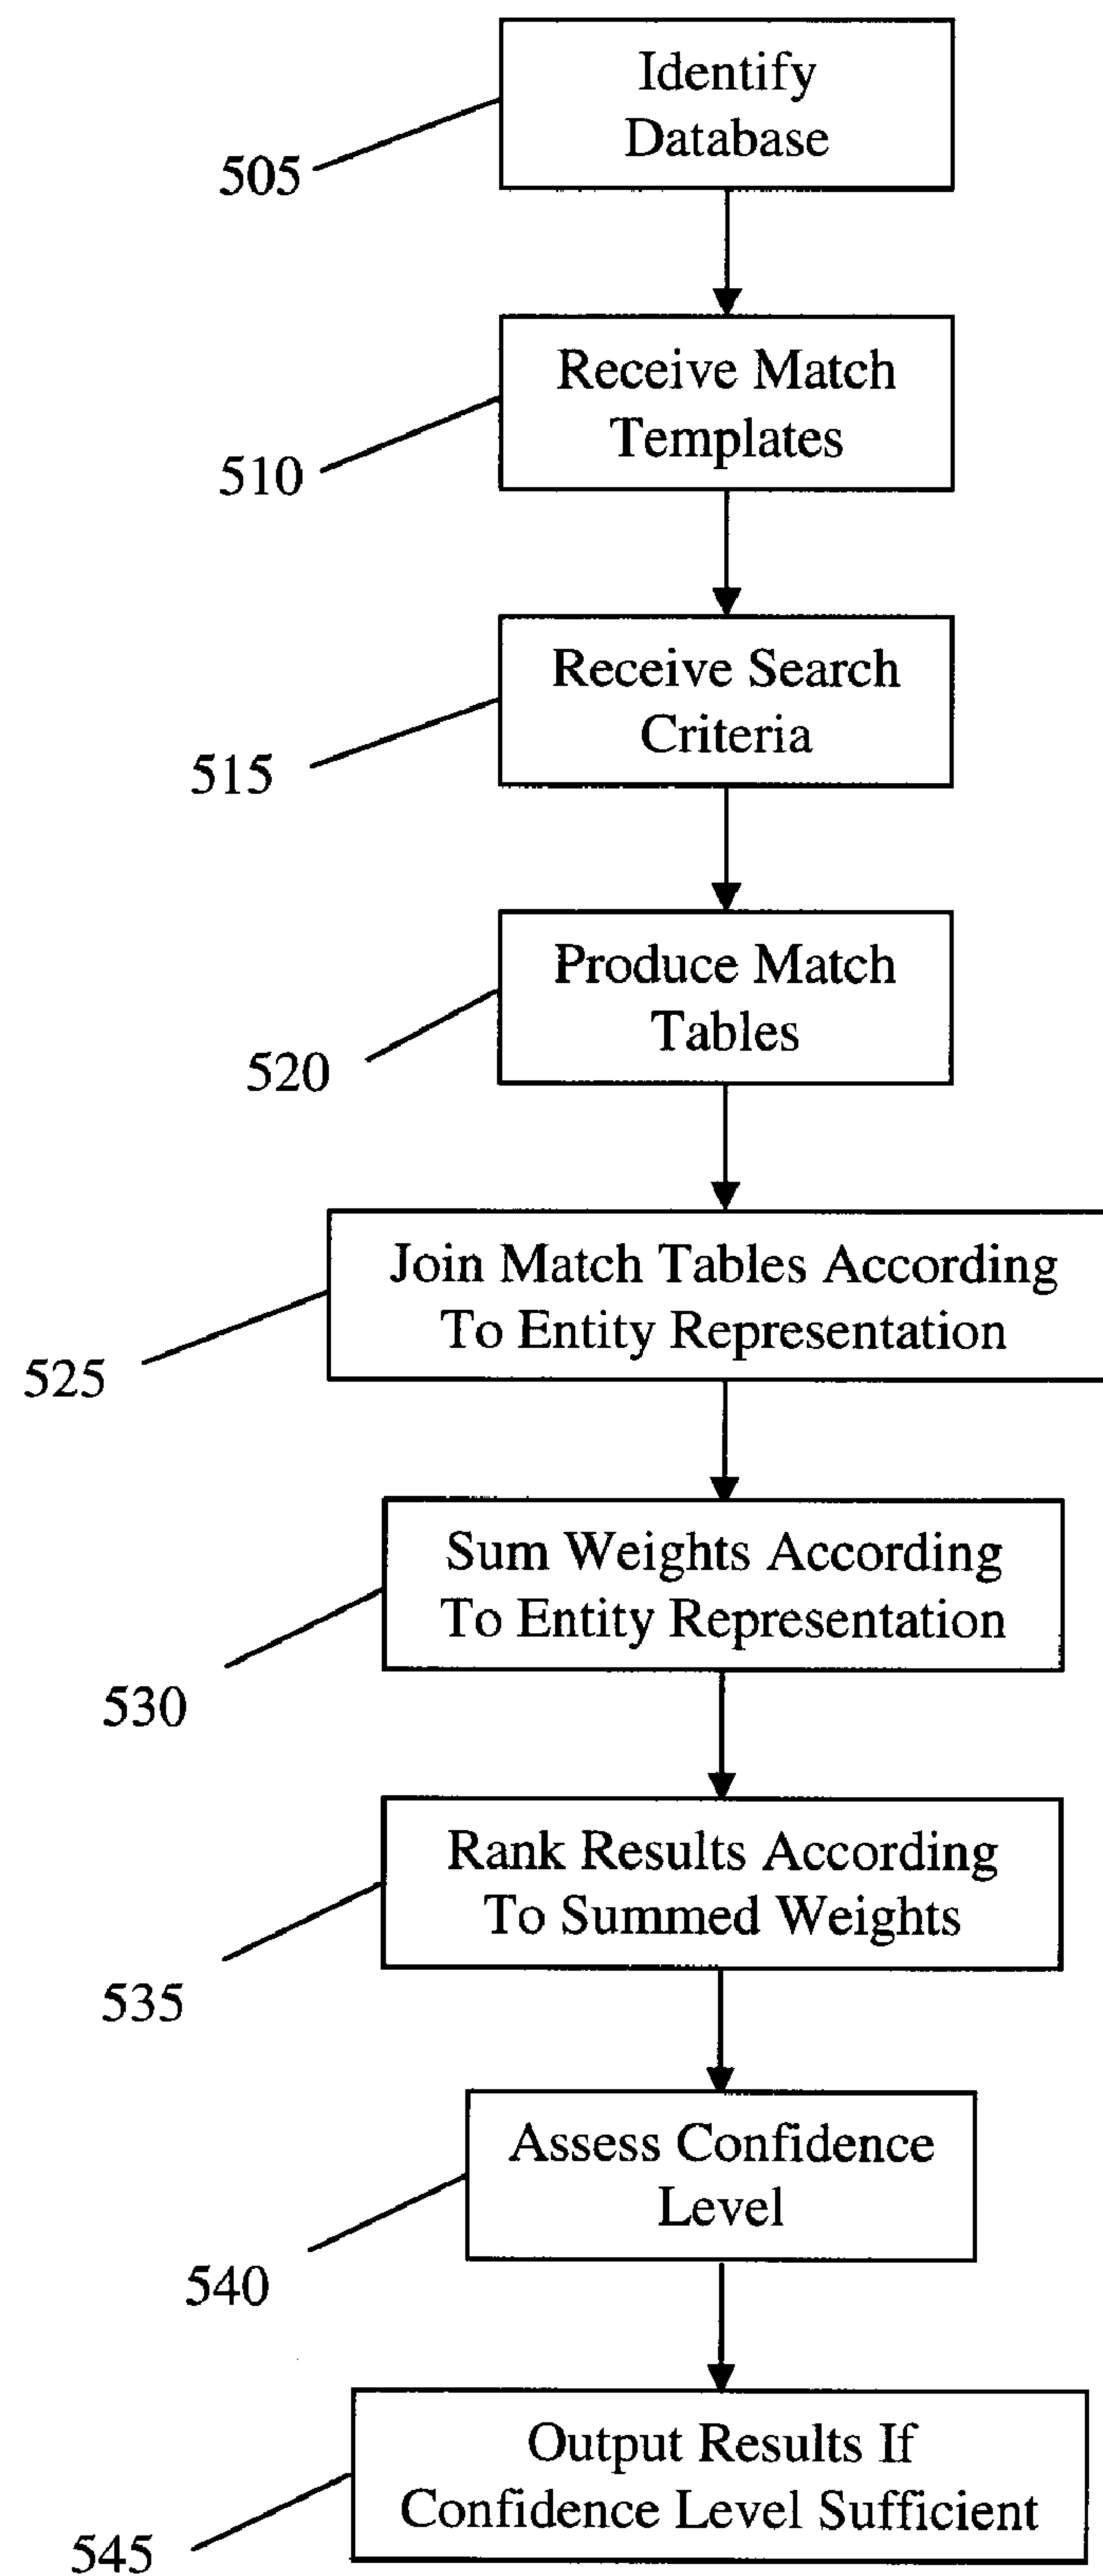 Identify
Database
505
Receive Match
Templates
510
Receive Search
Criteria
515
Produce Match
Tables
520
Join Match Tables According
To Entity Representation
525
Sum Weights According
To Entity Representation
530
Rank Results According
To Summed Weights
535
Assess Confidence
Level
540
Output Results If
Confidence Level Sufficient
545